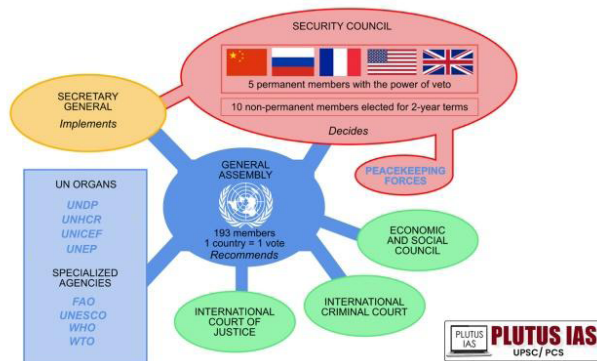 SECURITY COUNCIL
5 permanent members with the power of veto
10 non-permanent members elected for 2-year terms
Decides
SECRETARY
GENERAL
Implements
PEACEKEEPING
FORCES
GENERAL
ASSEMBLY
193 members
1 country = 1 vote
Recommends
UN ORGANS
UNDP
UNHCR
UNICEF
UNEP
SPECIALIZED
AGENCIES
FAO
UNESCO
WHO
WTO
ECONOMIC
AND SOCIAL
COUNCIL
INTERNATIONAL
CRIMINAL COURT
INTERNATIONAL
COURT OF
JUSTICE
PLUTUS
IAS
PLUTUS IAS
UPSC/ PCS